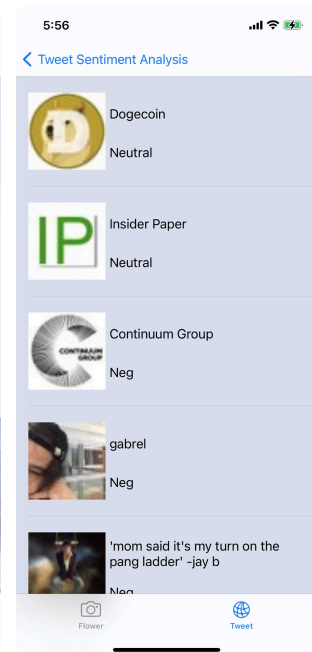 5:56
Tweet Sentiment Analysis
Dogecoin
Neutral
IP
Insider Paper
Neutral
CONTINUUM
GROUP
Continuum Group
Neg
gabrel
Neg
'mom said it's my turn on the
pang ladder' -jay b
Neg
Flower
Tweet